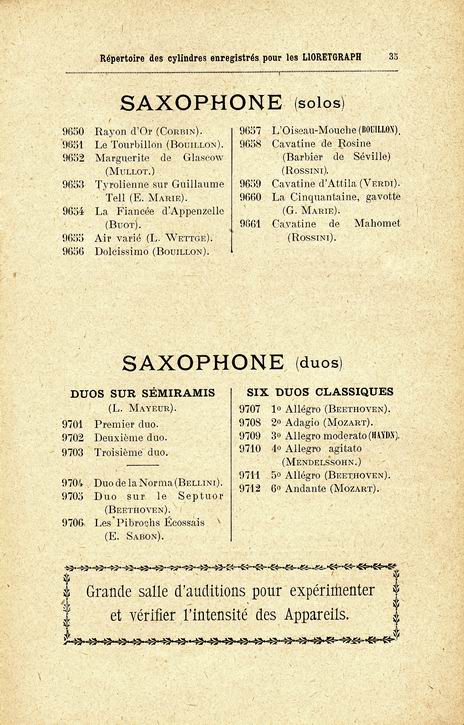 Répertoire des cylindres enregistrés pour les LIORETGRAPH 35
SAXOPHONE (solos)
9650 Rayon d'Or (CORBIN).
9651 Le Tourbillon (BOUILLON).
9652 Marguerite de Glascow
(MULLOT.)
9653 Tyrolienne sur Guillaume
Tell (E. MARIE).
9654 La Fiancée d'Appenzelle
(BUOT).
9655 Air varié (L. WETTGE).
9656 Dolcissimo (BOUILLON).
9657 L'Oiseau-Mouche (BOUILLON).
9658 Cavatine de Rosine
(Barbier de Séville)
(ROSSINI).
9659 Cavatine d'Attila (VERDI).
9660 La Cinquantaine, gavotte
(G. MARIE).
9661 Cavatine de Mahomet
(ROSSINI).
SAXOPHONE (duos)
DUOS SUR SÉMIRAMIS
(L. MAYEUR).
9701 Premier duo.
9702 Deuxième duo.
9703 Troisième duo.
9704 Duo de la Norma (BELLINI).
9705 Duo sur le Septuor
(BEETHOVEN).
9706 Les Pibrochs Écossais
(E. SABON).
SIX DUOS CLASSIQUES
9707 1º Allégro (BEETHOVEN).
9708 2º Adagio (MOZART).
9709 3º Allegro moderato (HAYDN).
9710 4º Allegro agitato
(MENDELSSOHN.)
9711 5º Allégro (BEETHOVEN).
9712 6º Andante (MOZART).
Grande salle d'auditions pour expérimenter
et vérifier l'intensité des Appareils.